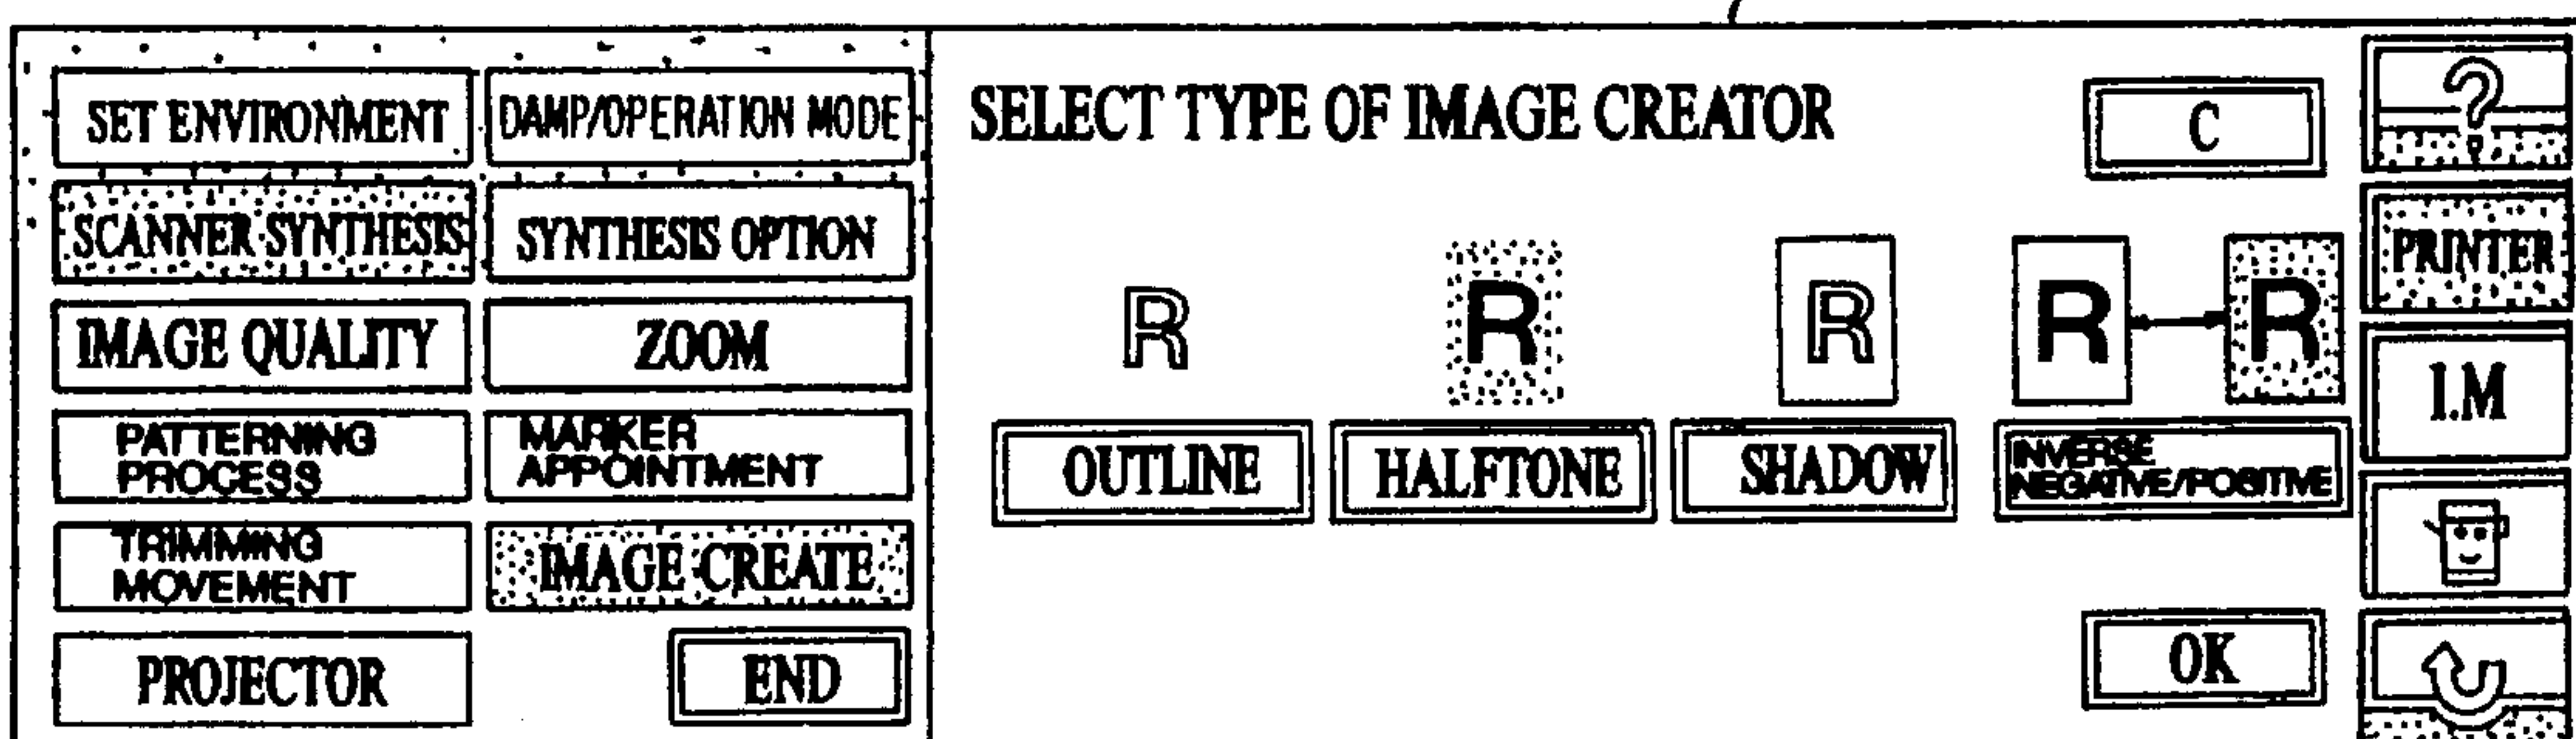 SET ENVIRONMENT
DAMP/OPERATION MODE
SCANNER SYNTHESIS
SYNTHESIS OPTION
IMAGE QUALITY
ZOOM
PATTERNING
PROCESS
MARKER
APPOINTMENT
TRIMMING
MOVEMENT
IMAGE CREATE
PROJECTOR
END
SELECT TYPE OF IMAGE CREATOR
C
R
R
R
R
R
OUTLINE
HALFTONE
SHADOW
INVERSE
NEGATIVE/POSITIVE
OK
?
PRINTER
I.M